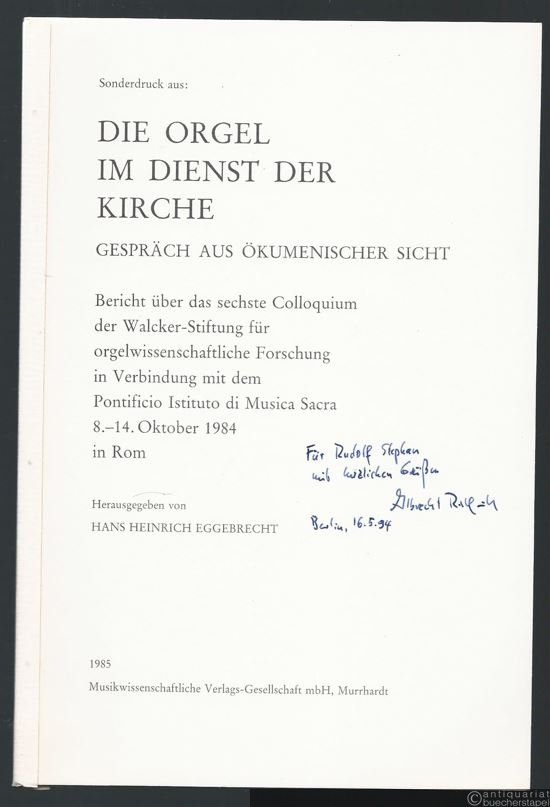 Sonderdruck aus:
DIE ORGEL
IM DIENST DER
KIRCHE
GESPRÄCH AUS ÖKUMENISCHER SICHT
Bericht über das sechste Colloquium
der Walcker-Stiftung für
orgelwissenschaftliche Forschung
in Verbindung mit dem
Pontificio Istituto di Musica Sacra
8.–14. Oktober 1984
in Rom
Für Rudolf Stephan
mit herzlichen Grüßen
Albrecht
Berlin, 16.5.94
Herausgegeben von
HANS HEINRICH EGGEBRECHT
1985
Musikwissenschaftliche Verlags-Gesellschaft mbH, Murrhardt
antiquariat
buecherstapel